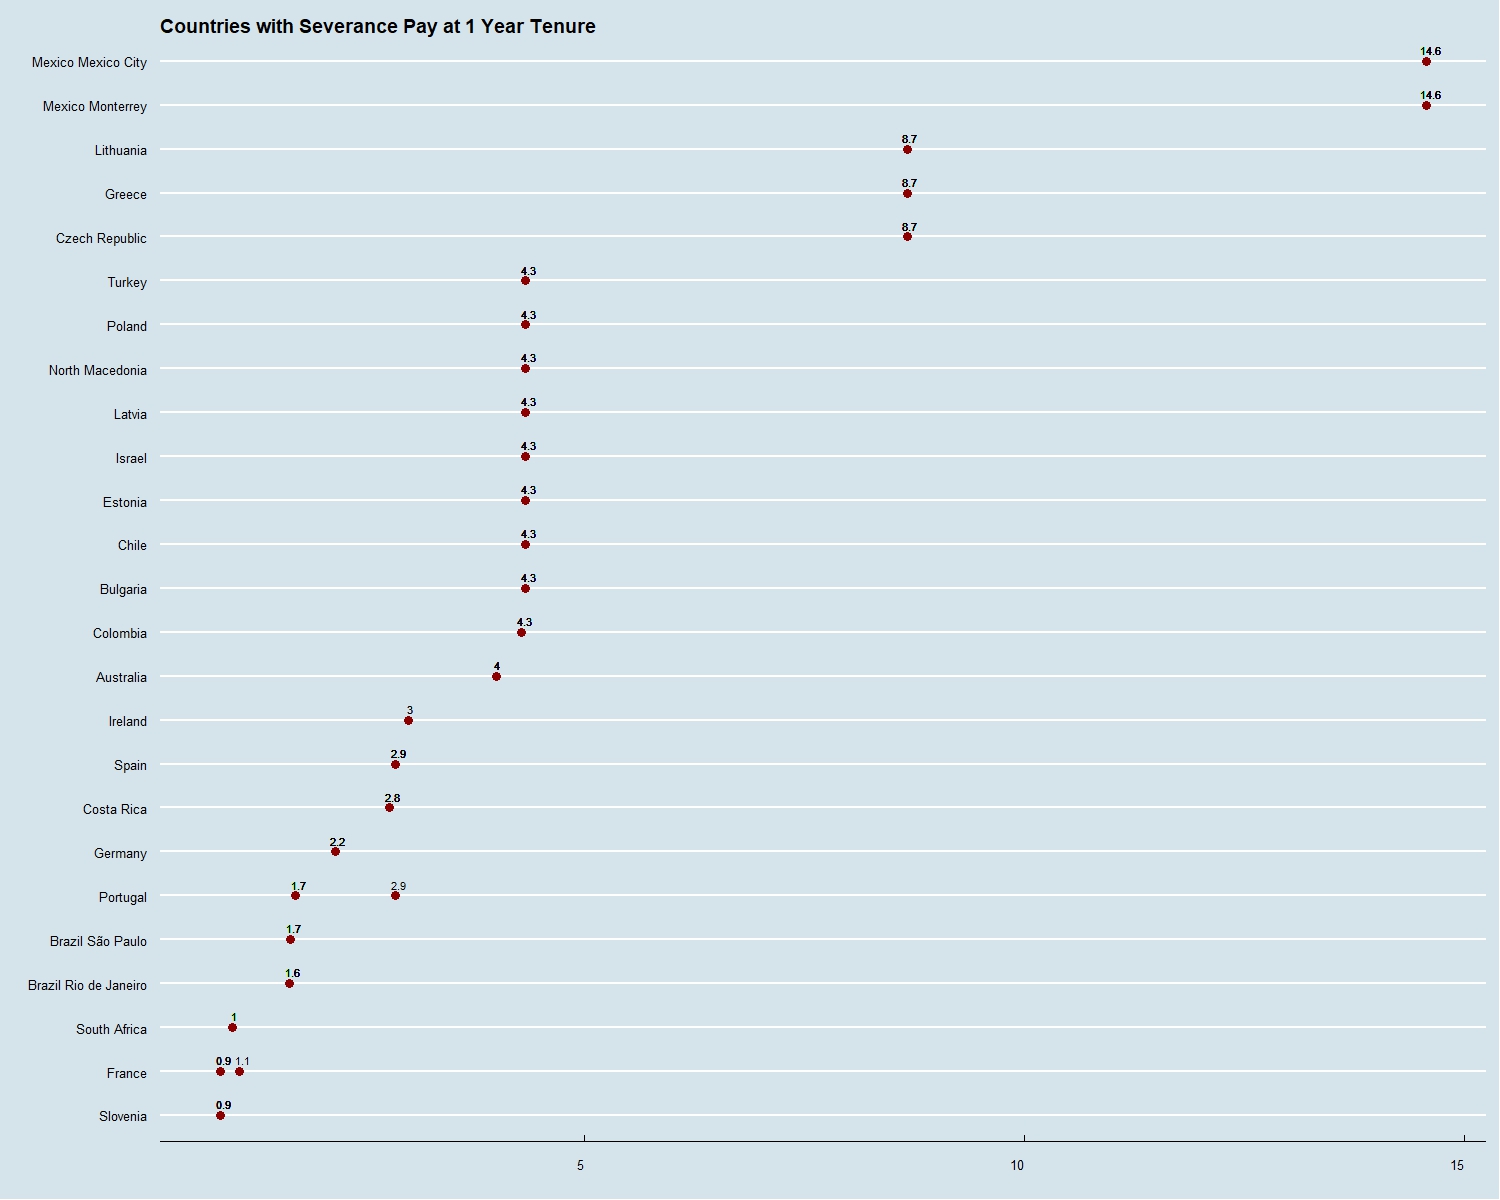 Countries with Severance Pay at 1 Year Tenure
Mexico Mexico City 14.6
Mexico Monterrey 14.6
Lithuania 8.7
Greece 8.7
Czech Republic 8.7
Turkey 4.3
Poland 4.3
North Macedonia 4.3
Latvia 4.3
Israel 4.3
Estonia 4.3
Chile 4.3
Bulgaria 4.3
Colombia 4.3
Australia 4
Ireland 3
Spain 2.9
Costa Rica 2.8
Germany 2.2
Portugal 1.7 2.9
Brazil São Paulo 1.7
Brazil Rio de Janeiro 1.6
South Africa 1
France 0.9 1.1
Slovenia 0.9
5 10 15